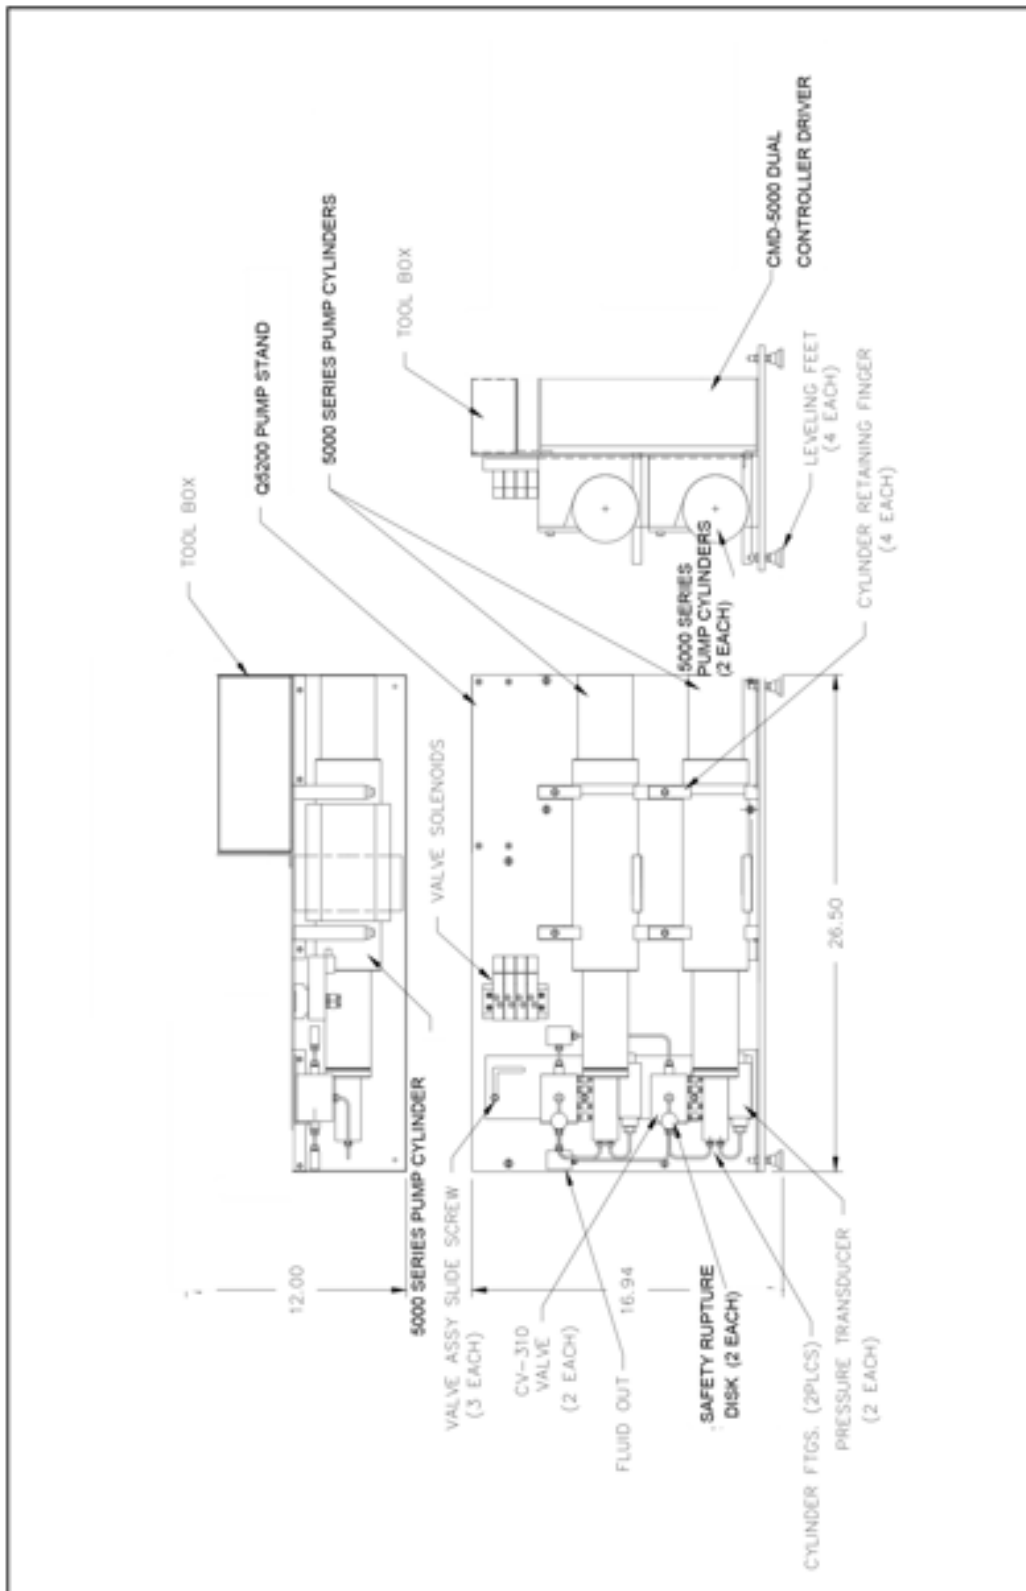 TOOL BOX
Q5200 PUMP STAND
5000 SERIES PUMP CYLINDERS
TOOL BOX
CMD-5000 DUAL
CONTROLLER DRIVER
LEVELING FEET
(4 EACH)
CYLINDER RETAINING FINGER
(4 EACH)
5000 SERIES
PUMP CYLINDERS
(2 EACH)
VALVE SOLENOIDS
26.50
12.00
16.94
5000 SERIES PUMP CYLINDER
VALVE ASSY SLIDE SCREW
(3 EACH)
CV-310
VALVE
(2 EACH)
FLUID OUT
SAFETY RUPTURE
DISK (2 EACH)
CYLINDER FTGS. (2PLCS)
PRESSURE TRANSDUCER
(2 EACH)